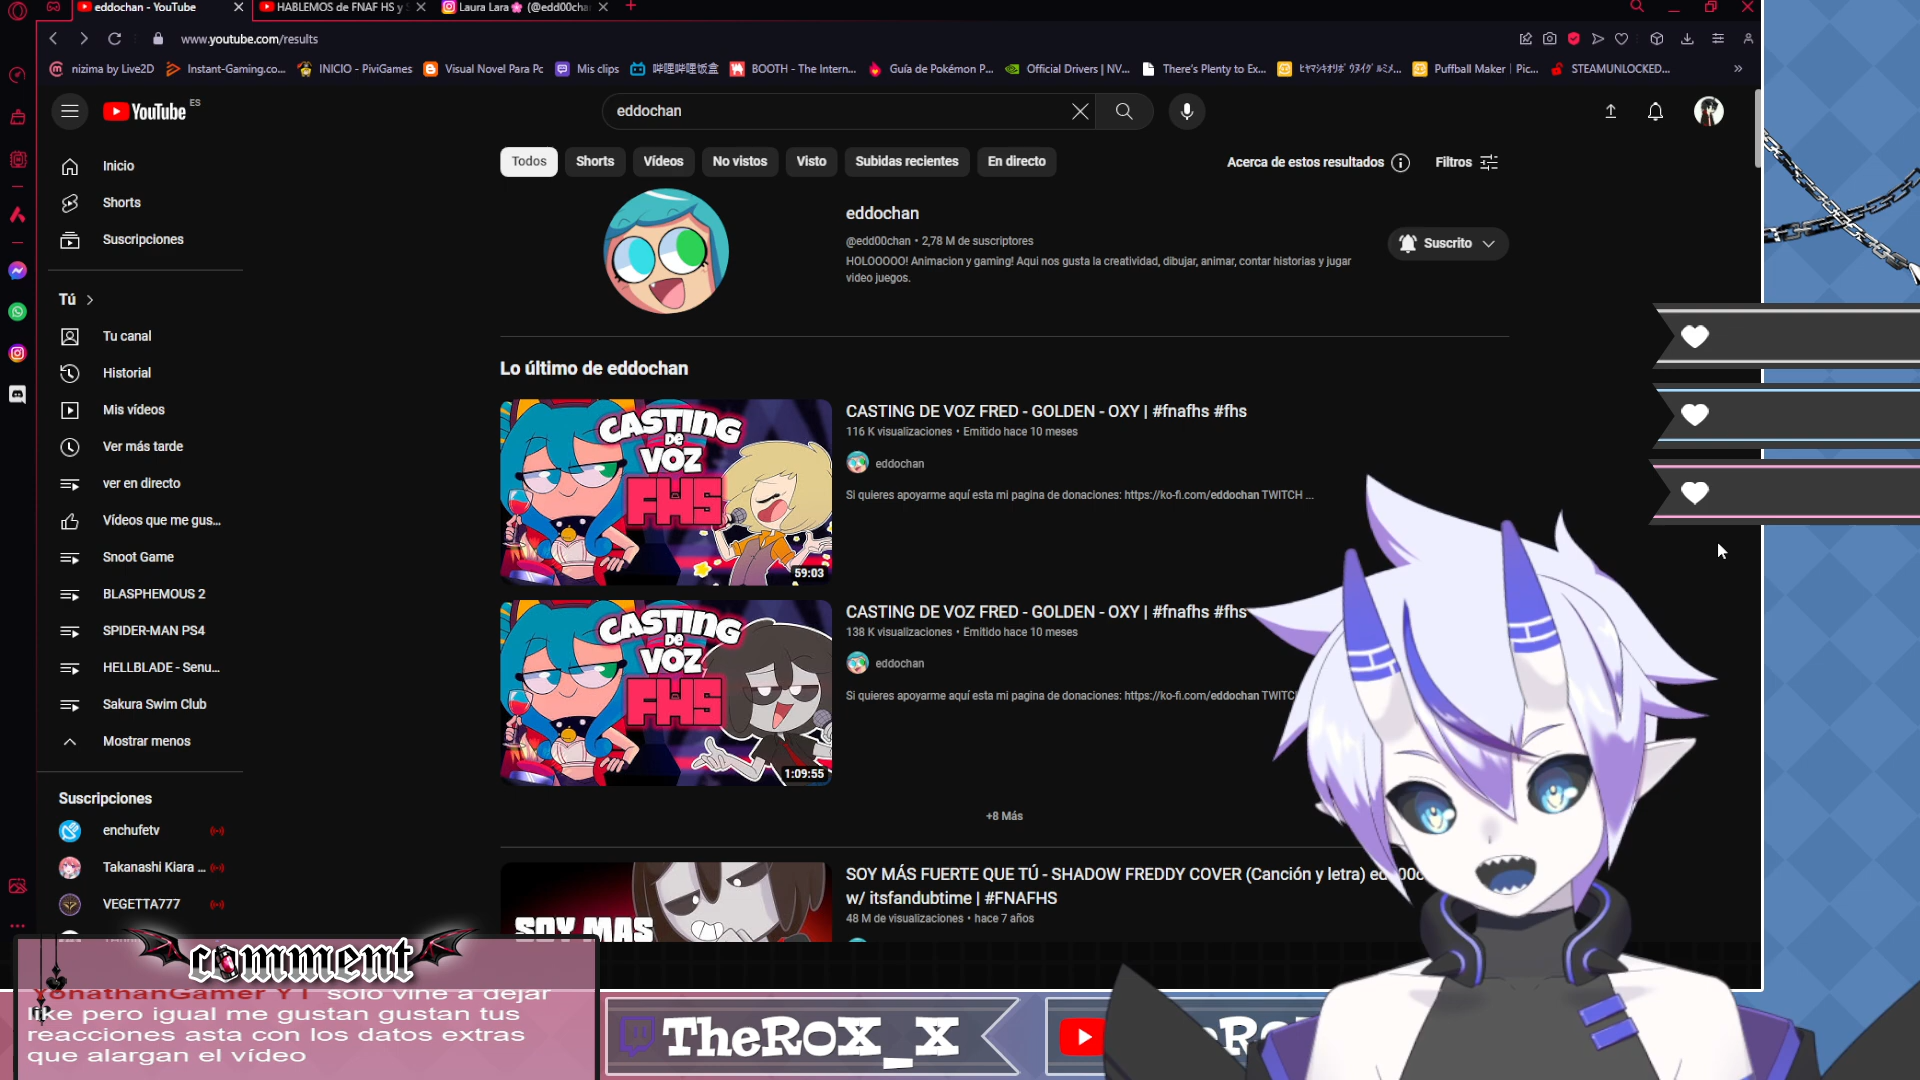 eddochan - YouTube
HABLEMOS de FNAF HS y
Laura Lara🌸 (@edd00cha
www.youtube.com/results
nizima by Live2D
Instant-Gaming.co...
INICIO - PiviGames
Visual Novel Para Pc
Mis clips
哔哩哔哩饭盒
BOOTH - The Intern...
Guía de Pokémon P...
Official Drivers | NV...
There's Plenty to Ex...
Puffball Maker | Pic...
STEAMUNLOCKED...
»
YouTube ES
eddochan
Todos
Shorts
Vídeos
No vistos
Visto
Subidas recientes
En directo
Acerca de estos resultados
Filtros
Inicio
Shorts
Suscripciones
Tú
Tu canal
Historial
Mis vídeos
Ver más tarde
ver en directo
Vídeos que me gus...
Snoot Game
BLASPHEMOUS 2
SPIDER-MAN PS4
HELLBLADE - Senu...
Sakura Swim Club
Mostrar menos
Suscripciones
enchufetv
Takanashi Kiara ...
VEGETTA777
eddochan
@edd00chan • 2,78 M de suscriptores
HOLOOOOO! Animacion y gaming! Aqui nos gusta la creatividad, dibujar, animar, contar historias y jugar
video juegos.
Suscrito
Lo último de eddochan
CASTING
DE
VOZ
FHS
59:03
CASTING DE VOZ FRED - GOLDEN - OXY | #fnafhs #fhs
116 K visualizaciones • Emitido hace 10 meses
eddochan
Si quieres apoyarme aquí esta mi pagina de donaciones: https://ko-fi.com/eddochan TWITCH ...
CASTING
DE
VOZ
FHS
1:09:55
CASTING DE VOZ FRED - GOLDEN - OXY | #fnafhs #fhs
138 K visualizaciones • Emitido hace 10 meses
eddochan
Si quieres apoyarme aquí esta mi pagina de donaciones: https://ko-fi.com/eddochan TWITC
+8 Más
SOY MAS
SOY MÁS FUERTE QUE TÚ - SHADOW FREDDY COVER (Canción y letra)
w/ itsfandubtime | #FNAFHS
48 M de visualizaciones • hace 7 años
comment
YonathanGamer YT solo vine a dejar
like pero igual me gustan gustan tus
reacciones asta con los datos extras
que alargan el vídeo
TheROX_X